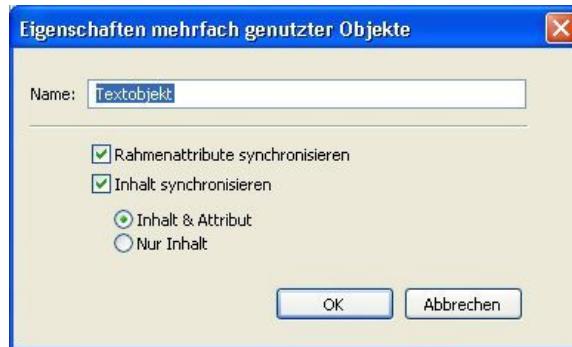 Eigenschaften mehrfach genutzter Objekte
Name: Textobjekt
Rahmenattribute synchronisieren
Inhalt synchronisieren
Inhalt & Attribut
Nur Inhalt
OK Abbrechen